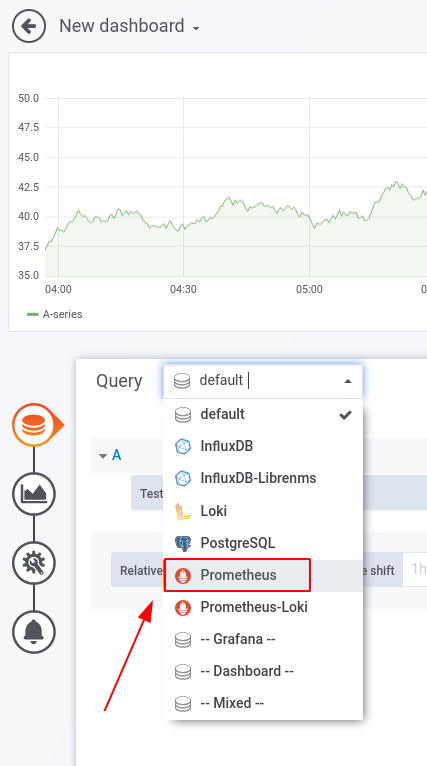 New dashboard
50.0
47.5
45.0
42.5
40.0
37.5
35.0
04:00 04:30 05:00 0
A-series
Query default
default
InfluxDB
A
InfluxDB-Librenms
Test
Loki
PostgreSQL
Relative Prometheus e shift 1h
Prometheus-Loki
-- Grafana --
-- Dashboard --
-- Mixed --